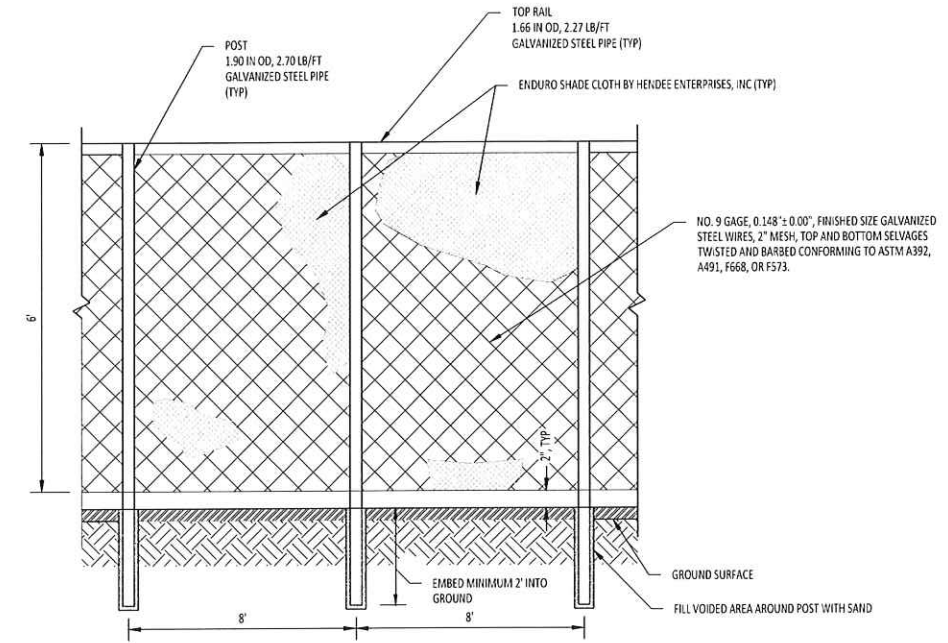 TOP RAIL
1.66 IN OD, 2.27 LB/FT
GALVANIZED STEEL PIPE (TYP)
POST
1.90 IN OD, 2.70 LB/FT
GALVANIZED STEEL PIPE
(TYP)
ENDURO SHADE CLOTH BY HENDEE ENTERPRISES, INC (TYP)
NO. 9 GAGE, 0.148"± 0.00", FINISHED SIZE GALVANIZED
STEEL WIRES, 2" MESH, TOP AND BOTTOM SELVAGES
TWISTED AND BARBED CONFORMING TO ASTM A392,
A491, F668, OR F573.
6'
2", TYP
EMBED MINIMUM 2' INTO
GROUND
GROUND SURFACE
FILL VOIDED AREA AROUND POST WITH SAND
8'
8'